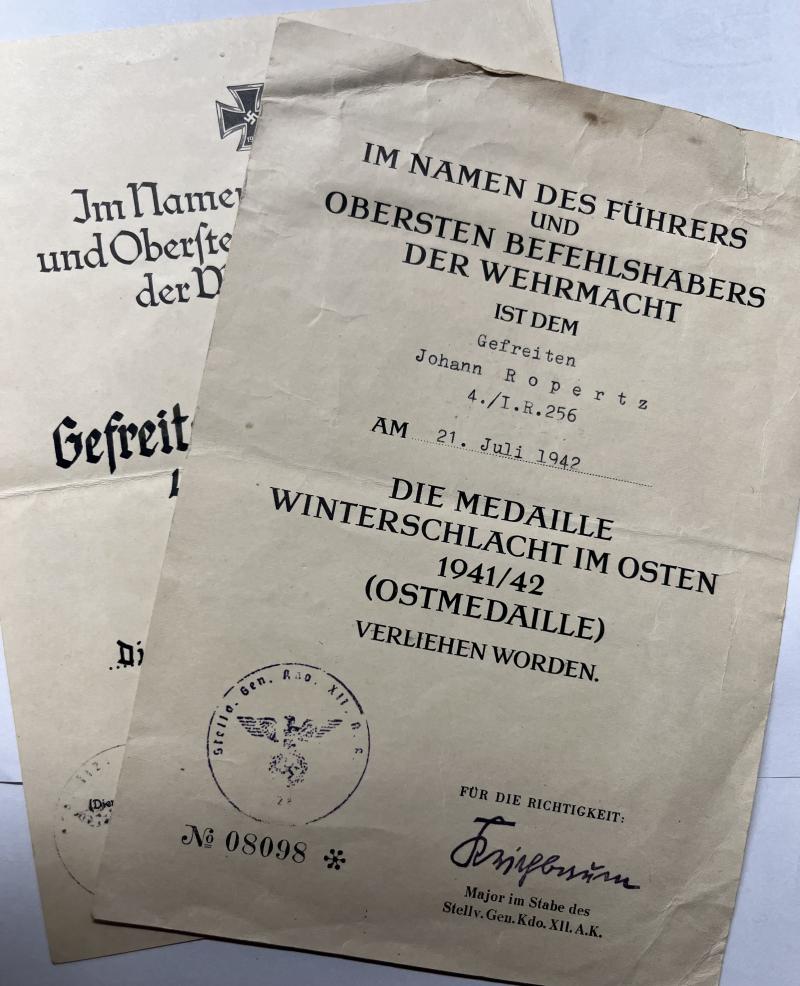 Im Namen
und Oberste
der W
Gefreit
(Dien
112.
IM NAMEN DES FÜHRERS
UND
OBERSTEN BEFEHLSHABERS
DER WEHRMACHT
IST DEM
Gefreiten
Johann Ropertz
4./I.R.256
AM 21. Juli 1942
DIE MEDAILLE
WINTERSCHLACHT IM OSTEN
1941/42
(OSTMEDAILLE)
VERLIEHEN WORDEN.
Stellv. Gen. Kdo. XII. A.K.
No 08098 *
FÜR DIE RICHTIGKEIT:
Major im Stabe des
Stellv. Gen. Kdo. XII. A.K.